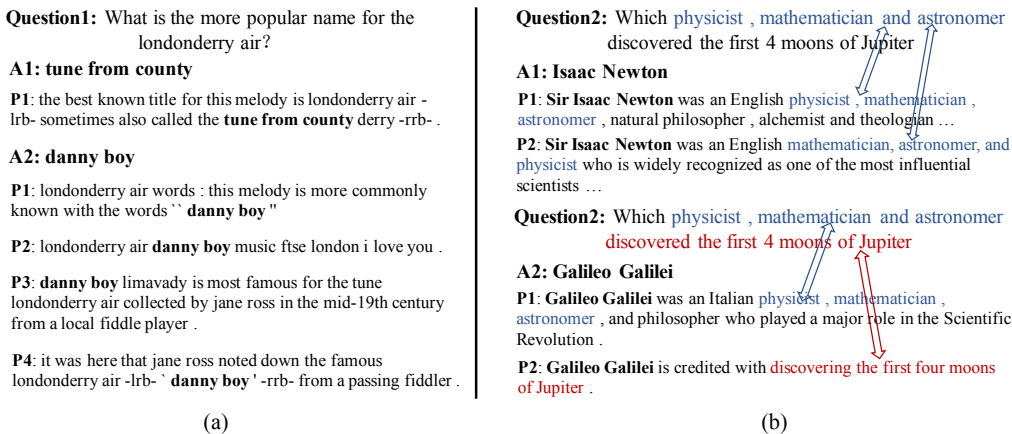 Question1: What is the more popular name for the
londonderry air?
A1: tune from county
P1: the best known title for this melody is londonderry air -
lrb- sometimes also called the tune from county derry -rrb- .
A2: danny boy
P1: londonderry air words : this melody is more commonly
known with the words `` danny boy ''
P2: londonderry air danny boy music ftse london i love you .
P3: danny boy limavady is most famous for the tune
londonderry air collected by jane ross in the mid-19th century
from a local fiddle player .
P4: it was here that jane ross noted down the famous
londonderry air -lrb- ` danny boy ' -rrb- from a passing fiddler .
(a)
Question2: Which physicist , mathematician and astronomer
discovered the first 4 moons of Jupiter
A1: Isaac Newton
P1: Sir Isaac Newton was an English physicist , mathematician ,
astronomer , natural philosopher , alchemist and theologian …
P2: Sir Isaac Newton was an English mathematician, astronomer, and
physicist who is widely recognized as one of the most influential
scientists …
Question2: Which physicist , mathematician and astronomer
discovered the first 4 moons of Jupiter
A2: Galileo Galilei
P1: Galileo Galilei was an Italian physicist , mathematician ,
astronomer , and philosopher who played a major role in the Scientific
Revolution .
P2: Galileo Galilei is credited with discovering the first four moons
of Jupiter .
(b)